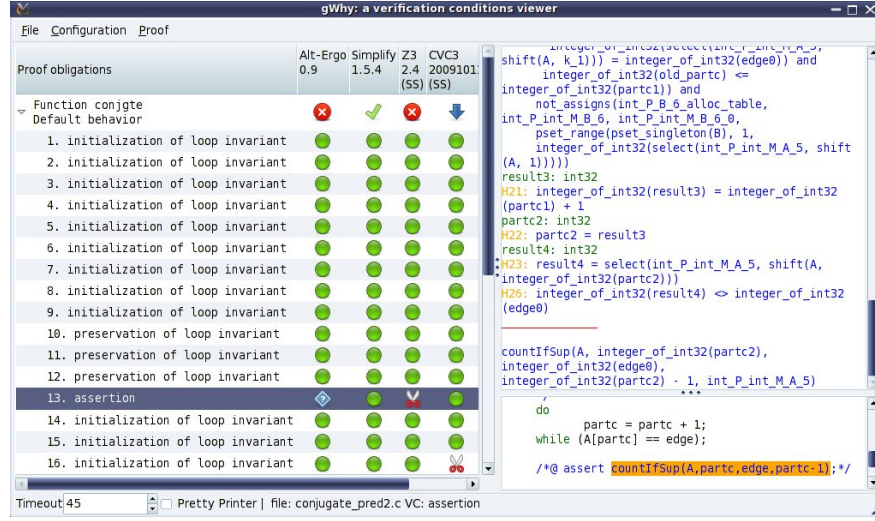 gWhy: a verification conditions viewer
File Configuration Proof
Proof obligations
Alt-Ergo 0.9
Simplify 1.5.4
Z3 2.4 (SS)
CVC3 2009101 (SS)
Function conjgte
Default behavior
1. initialization of loop invariant
2. initialization of loop invariant
3. initialization of loop invariant
4. initialization of loop invariant
5. initialization of loop invariant
6. initialization of loop invariant
7. initialization of loop invariant
8. initialization of loop invariant
9. initialization of loop invariant
10. preservation of loop invariant
11. preservation of loop invariant
12. preservation of loop invariant
13. assertion
14. initialization of loop invariant
15. initialization of loop invariant
16. initialization of loop invariant
integer_of_int32(select(int_P_int_M_A_5,
shift(A, k_1))) = integer_of_int32(edge0)) and
integer_of_int32(old_partc) <=
integer_of_int32(partc1)) and
not_assigns(int_P_B_6_alloc_table,
int_P_int_M_B_6, int_P_int_M_B_6_0,
pset_range(pset_singleton(B), 1,
integer_of_int32(select(int_P_int_M_A_5, shift
(A, 1)))))
result3: int32
H21: integer_of_int32(result3) = integer_of_int32
(partc1) + 1
partc2: int32
H22: partc2 = result3
result4: int32
H23: result4 = select(int_P_int_M_A_5, shift(A,
integer_of_int32(partc2)))
H26: integer_of_int32(result4) <> integer_of_int32
(edge0)
countIfSup(A, integer_of_int32(partc2),
integer_of_int32(edge0),
integer_of_int32(partc2) - 1, int_P_int_M_A_5)
do
partc = partc + 1;
while (A[partc] == edge);
/*@ assert countIfSup(A,partc,edge,partc-1);*/
Timeout 45 Pretty Printer | file: conjugate_pred2.c VC: assertion